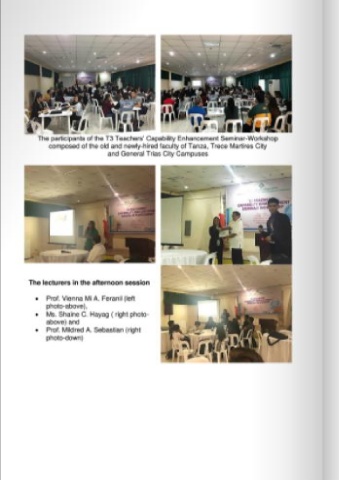 The participants of the T3 Teachers' Capability Enhancement Seminar-Workshop
composed of the old and newly-hired faculty of Tanza, Trece Martires City
and General Trias City Campuses
The lecturers in the afternoon session
• Prof. Vienna Mi A. Feranil (left
photo-above),
• Ms. Shaine C. Hayag ( right photo-
above) and
• Prof. Mildred A. Sebastian (right
photo-down)